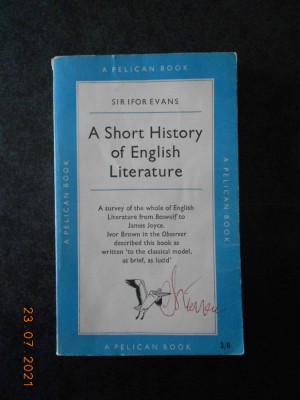 A PELICAN BOOK
SIR IFOR EVANS
A Short History
of English
Literature
A PELICAN BOOK
A PELICAN BOOK
A survey of the whole of English
Literature from Beowulf to
James Joyce.
Ivor Brown in the Observer
described this book as
written 'to the classical model,
as brief, as lucid'
A PELICAN BOOK
3/6
23.07.2021